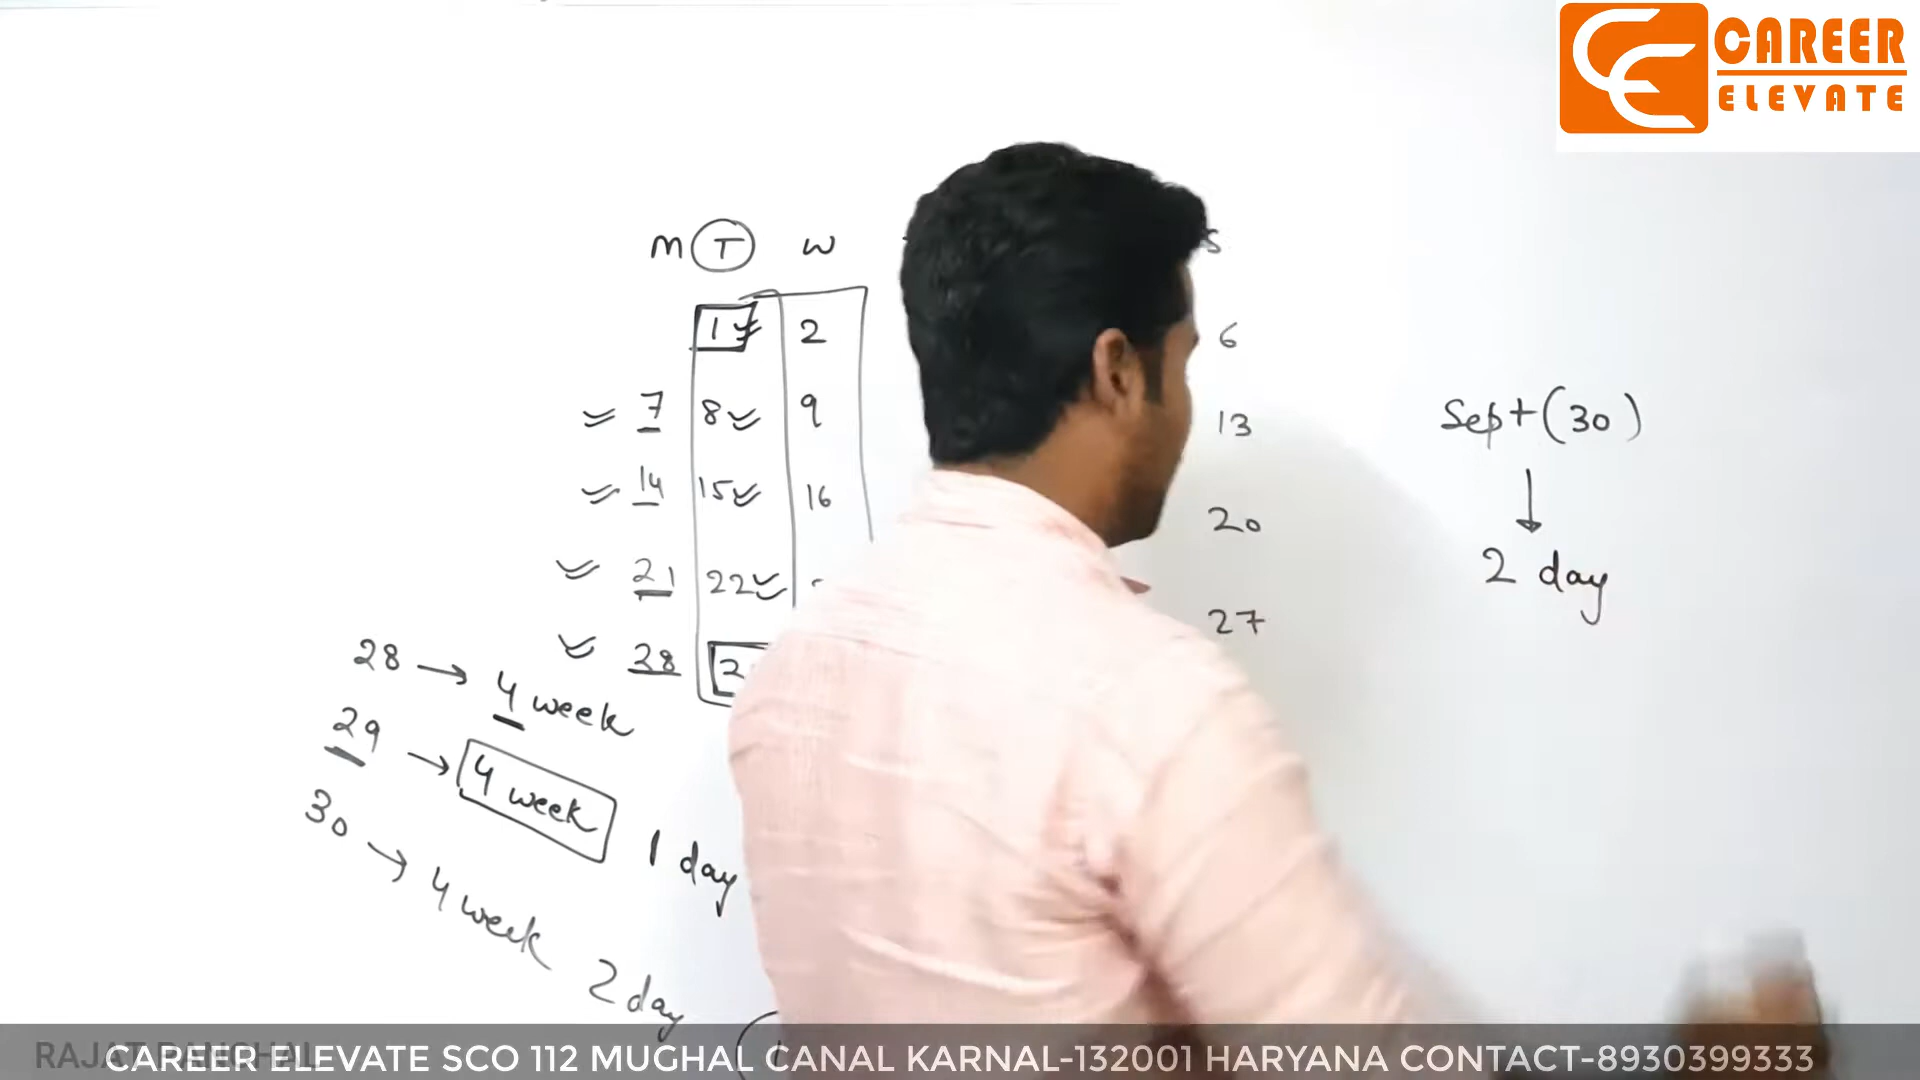 CAREER
ELEVATE
M T W S
1 2 6
7 8 9 13
14 15 16 20
21 22 27
28
28 → 4 week
29 → 4 week 1 day
30 → 4 week 2 day
Sept (30)
↓
2 day
CAREER ELEVATE SCO 112 MUGHAL CANAL KARNAL-132001 HARYANA CONTACT-8930399333